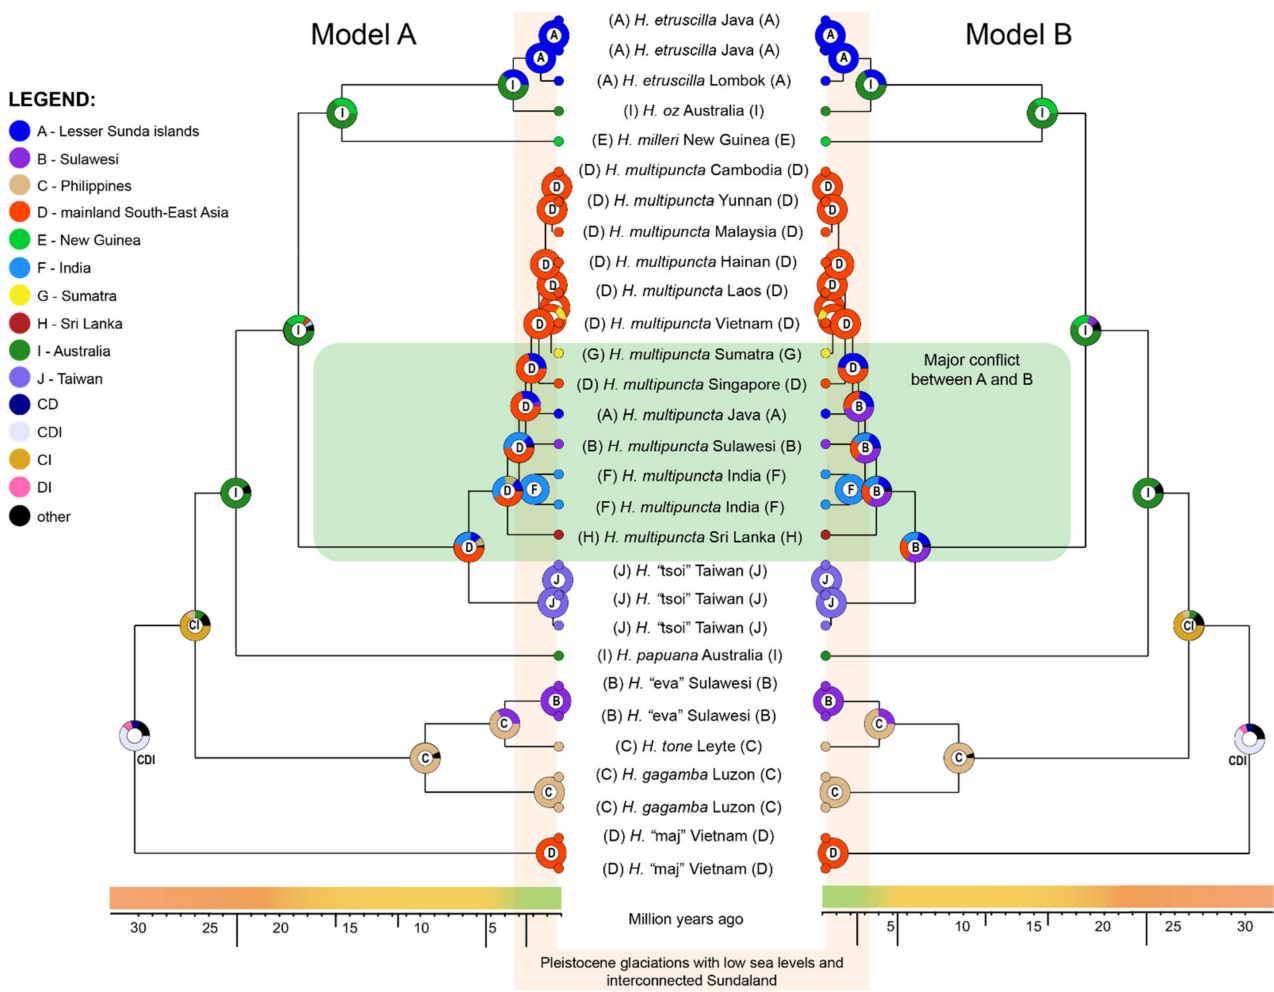 Model A
Model B
LEGEND:
A - Lesser Sunda islands
B - Sulawesi
C - Philippines
D - mainland South-East Asia
E - New Guinea
F - India
G - Sumatra
H - Sri Lanka
I - Australia
J - Taiwan
CD
CDI
CI
DI
other
(A) H. etruscilla Java (A)
(A) H. etruscilla Java (A)
(A) H. etruscilla Lombok (A)
(I) H. oz Australia (I)
(E) H. milleri New Guinea (E)
(D) H. multipuncta Cambodia (D)
(D) H. multipuncta Yunnan (D)
(D) H. multipuncta Malaysia (D)
(D) H. multipuncta Hainan (D)
(D) H. multipuncta Laos (D)
(D) H. multipuncta Vietnam (D)
(G) H. multipuncta Sumatra (G)
(D) H. multipuncta Singapore (D)
(A) H. multipuncta Java (A)
(B) H. multipuncta Sulawesi (B)
(F) H. multipuncta India (F)
(F) H. multipuncta India (F)
(H) H. multipuncta Sri Lanka (H)
(J) H. "tsoi" Taiwan (J)
(J) H. "tsoi" Taiwan (J)
(J) H. "tsoi" Taiwan (J)
(I) H. papuana Australia (I)
(B) H. "eva" Sulawesi (B)
(B) H. "eva" Sulawesi (B)
(C) H. tone Leyte (C)
(C) H. gagamba Luzon (C)
(C) H. gagamba Luzon (C)
(D) H. "maj" Vietnam (D)
(D) H. "maj" Vietnam (D)
Major conflict
between A and B
A
A
I
I
D
D
D
D
D
I
D
D
D
D
F
I
D
J
J
CI
B
C
CDI
C
C
D
A
A
I
I
D
D
D
D
D
I
D
B
B
F
B
I
B
J
J
CI
B
C
CDI
C
C
D
30 25 20 15 10 5
Million years ago
5 10 15 20 25 30
Pleistocene glaciations with low sea levels and
interconnected Sundaland